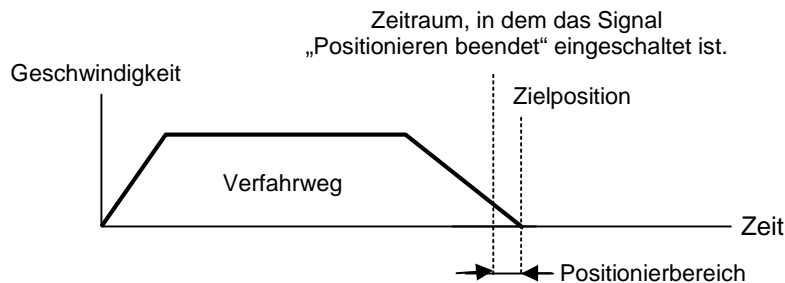 Zeitraum, in dem das Signal
„Positionieren beendet“ eingeschaltet ist.
Geschwindigkeit
Zielposition
Verfahrweg
Zeit
Positionierbereich